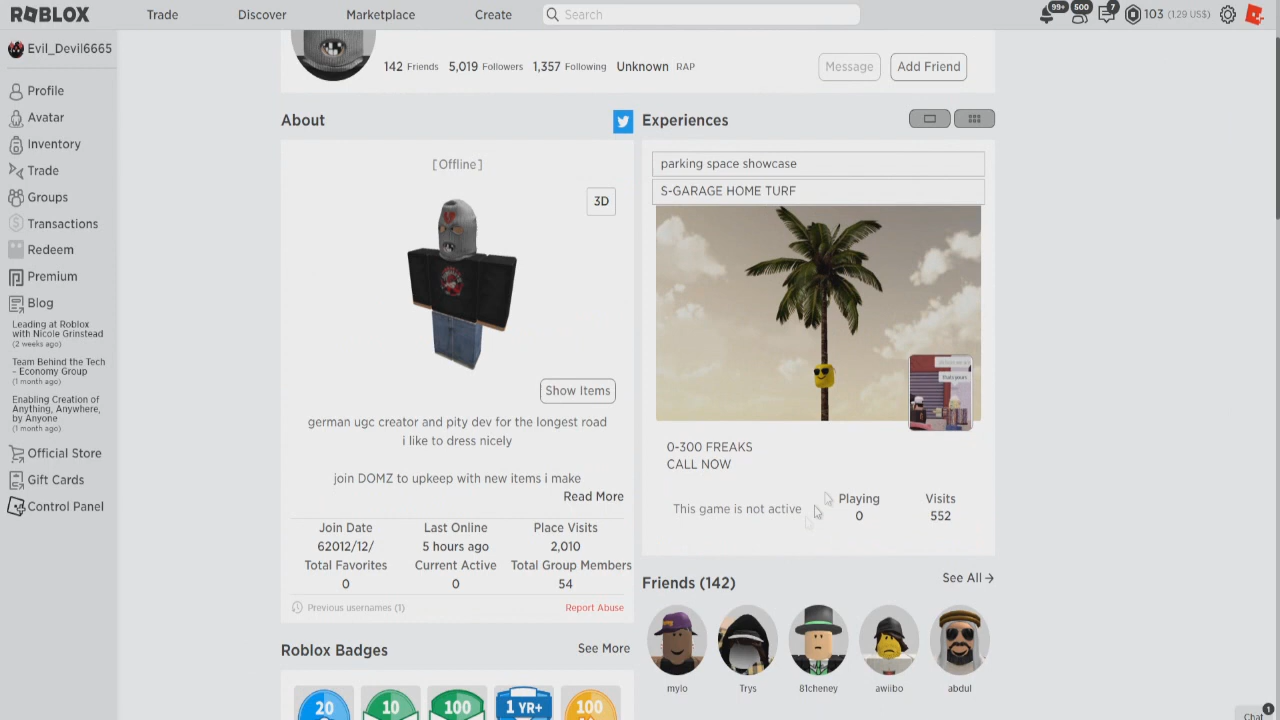 ROBLOX
Trade
Discover
Marketplace
Create
Search
99+
500
7
103 (1.29 US$)
Evil_Devil6665
Profile
Avatar
Inventory
Trade
Groups
Transactions
Redeem
Premium
Blog
Leading at Roblox
with Nicole Grinstead
(2 weeks ago)
Team Behind the Tech
- Economy Group
(1 month ago)
Enabling Creation of
Anything, Anywhere,
by Anyone
(1 month ago)
Official Store
Gift Cards
Control Panel
142 Friends 5,019 Followers 1,357 Following Unknown RAP
Message
Add Friend
About
[Offline]
3D
Show Items
german ugc creator and pity dev for the longest road
i like to dress nicely
join DOMZ to upkeep with new items i make
Read More
Join Date
62012/12/
Last Online
5 hours ago
Place Visits
2,010
Total Favorites
0
Current Active
0
Total Group Members
54
Previous usernames (1)
Report Abuse
Roblox Badges
See More
20
10
100
1 YR+
100
Experiences
parking space showcase
S-GARAGE HOME TURF
0-300 FREAKS
CALL NOW
This game is not active
Playing
0
Visits
552
Friends (142)
See All →
mylo
Trys
81cheney
awiibo
abdul
Chat
1